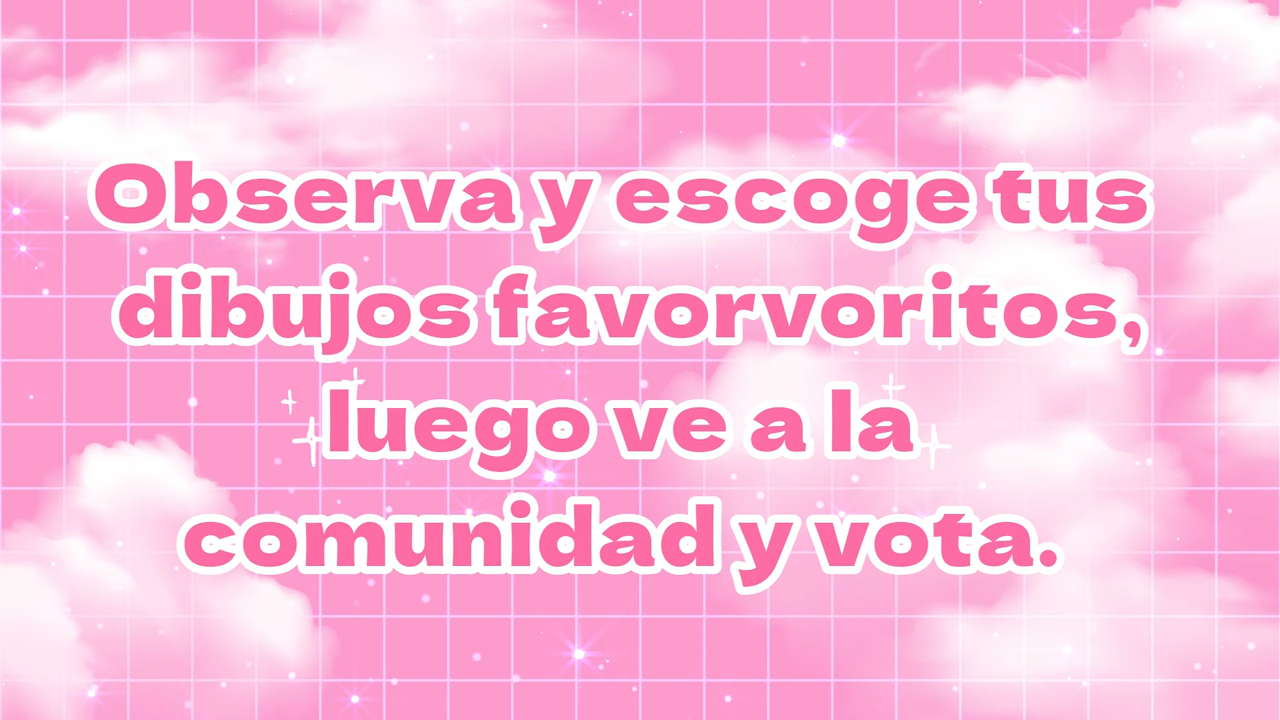 Observa y escoge tus
dibujos favorvoritos,
luego ve a la
comunidad y vota.